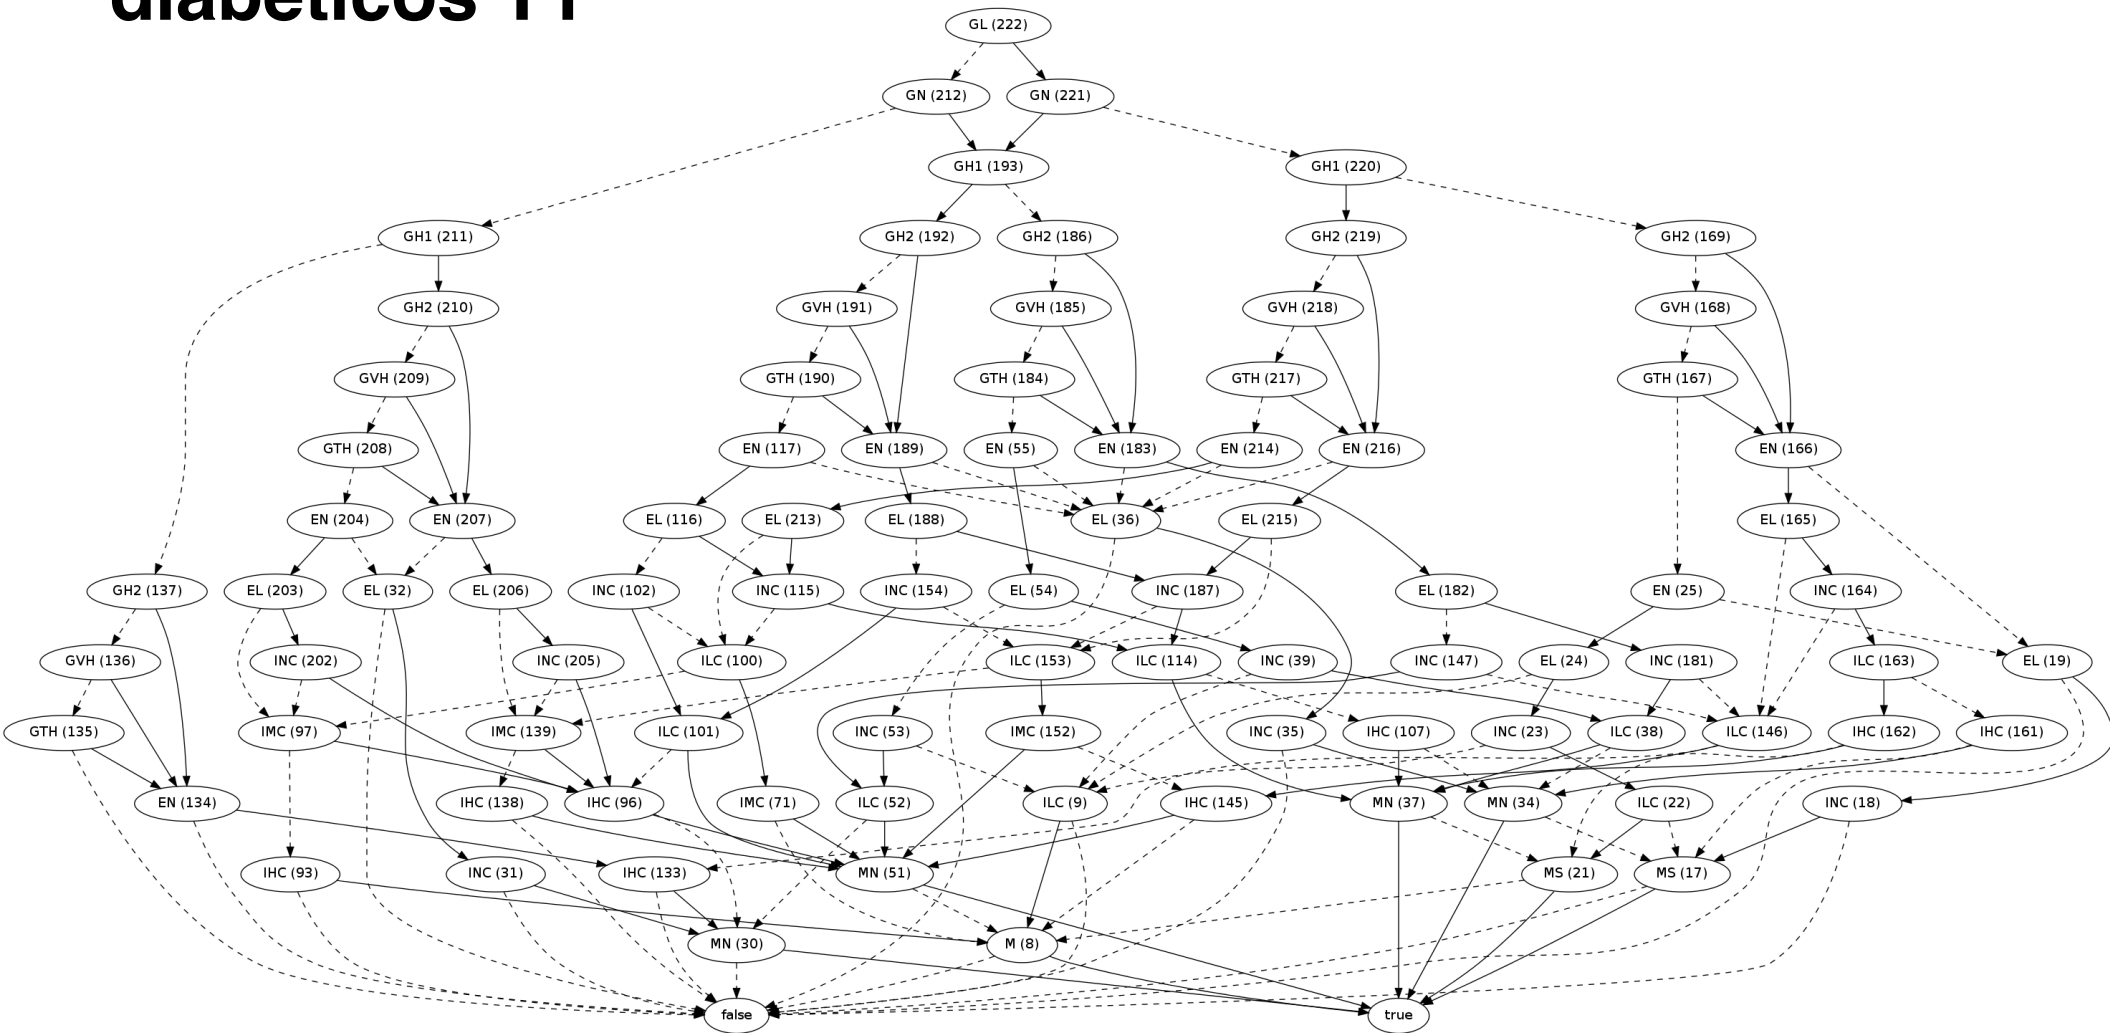 diabéticos T1
GL (222)
GN (212) GN (221)
GH1 (193) GH1 (220)
GH1 (211) GH2 (192) GH2 (186) GH2 (219) GH2 (169)
GH2 (210) GVH (191) GVH (185) GVH (218) GVH (168)
GVH (209) GTH (190) GTH (184) GTH (217) GTH (167)
GTH (208) EN (117) EN (189) EN (55) EN (183) EN (214) EN (216) EN (166)
EN (204) EN (207) EL (116) EL (213) EL (188) EL (36) EL (215) EL (165)
GH2 (137) EL (203) EL (32) EL (206) INC (102) INC (115) INC (154) EL (54) INC (187) EL (182) EN (25) INC (164)
GVH (136) INC (202) INC (205) ILC (100) ILC (153) ILC (114) INC (39) INC (147) EL (24) INC (181) ILC (163) EL (19)
GTH (135) IMC (97) IMC (139) ILC (101) INC (53) IMC (152) INC (35) IHC (107) INC (23) ILC (38) ILC (146) IHC (162) IHC (161)
EN (134) IHC (138) IHC (96) IMC (71) ILC (52) ILC (9) IHC (145) MN (37) MN (34) ILC (22) INC (18)
IHC (93) INC (31) IHC (133) MN (51) MS (21) MS (17)
MN (30) M (8)
false true